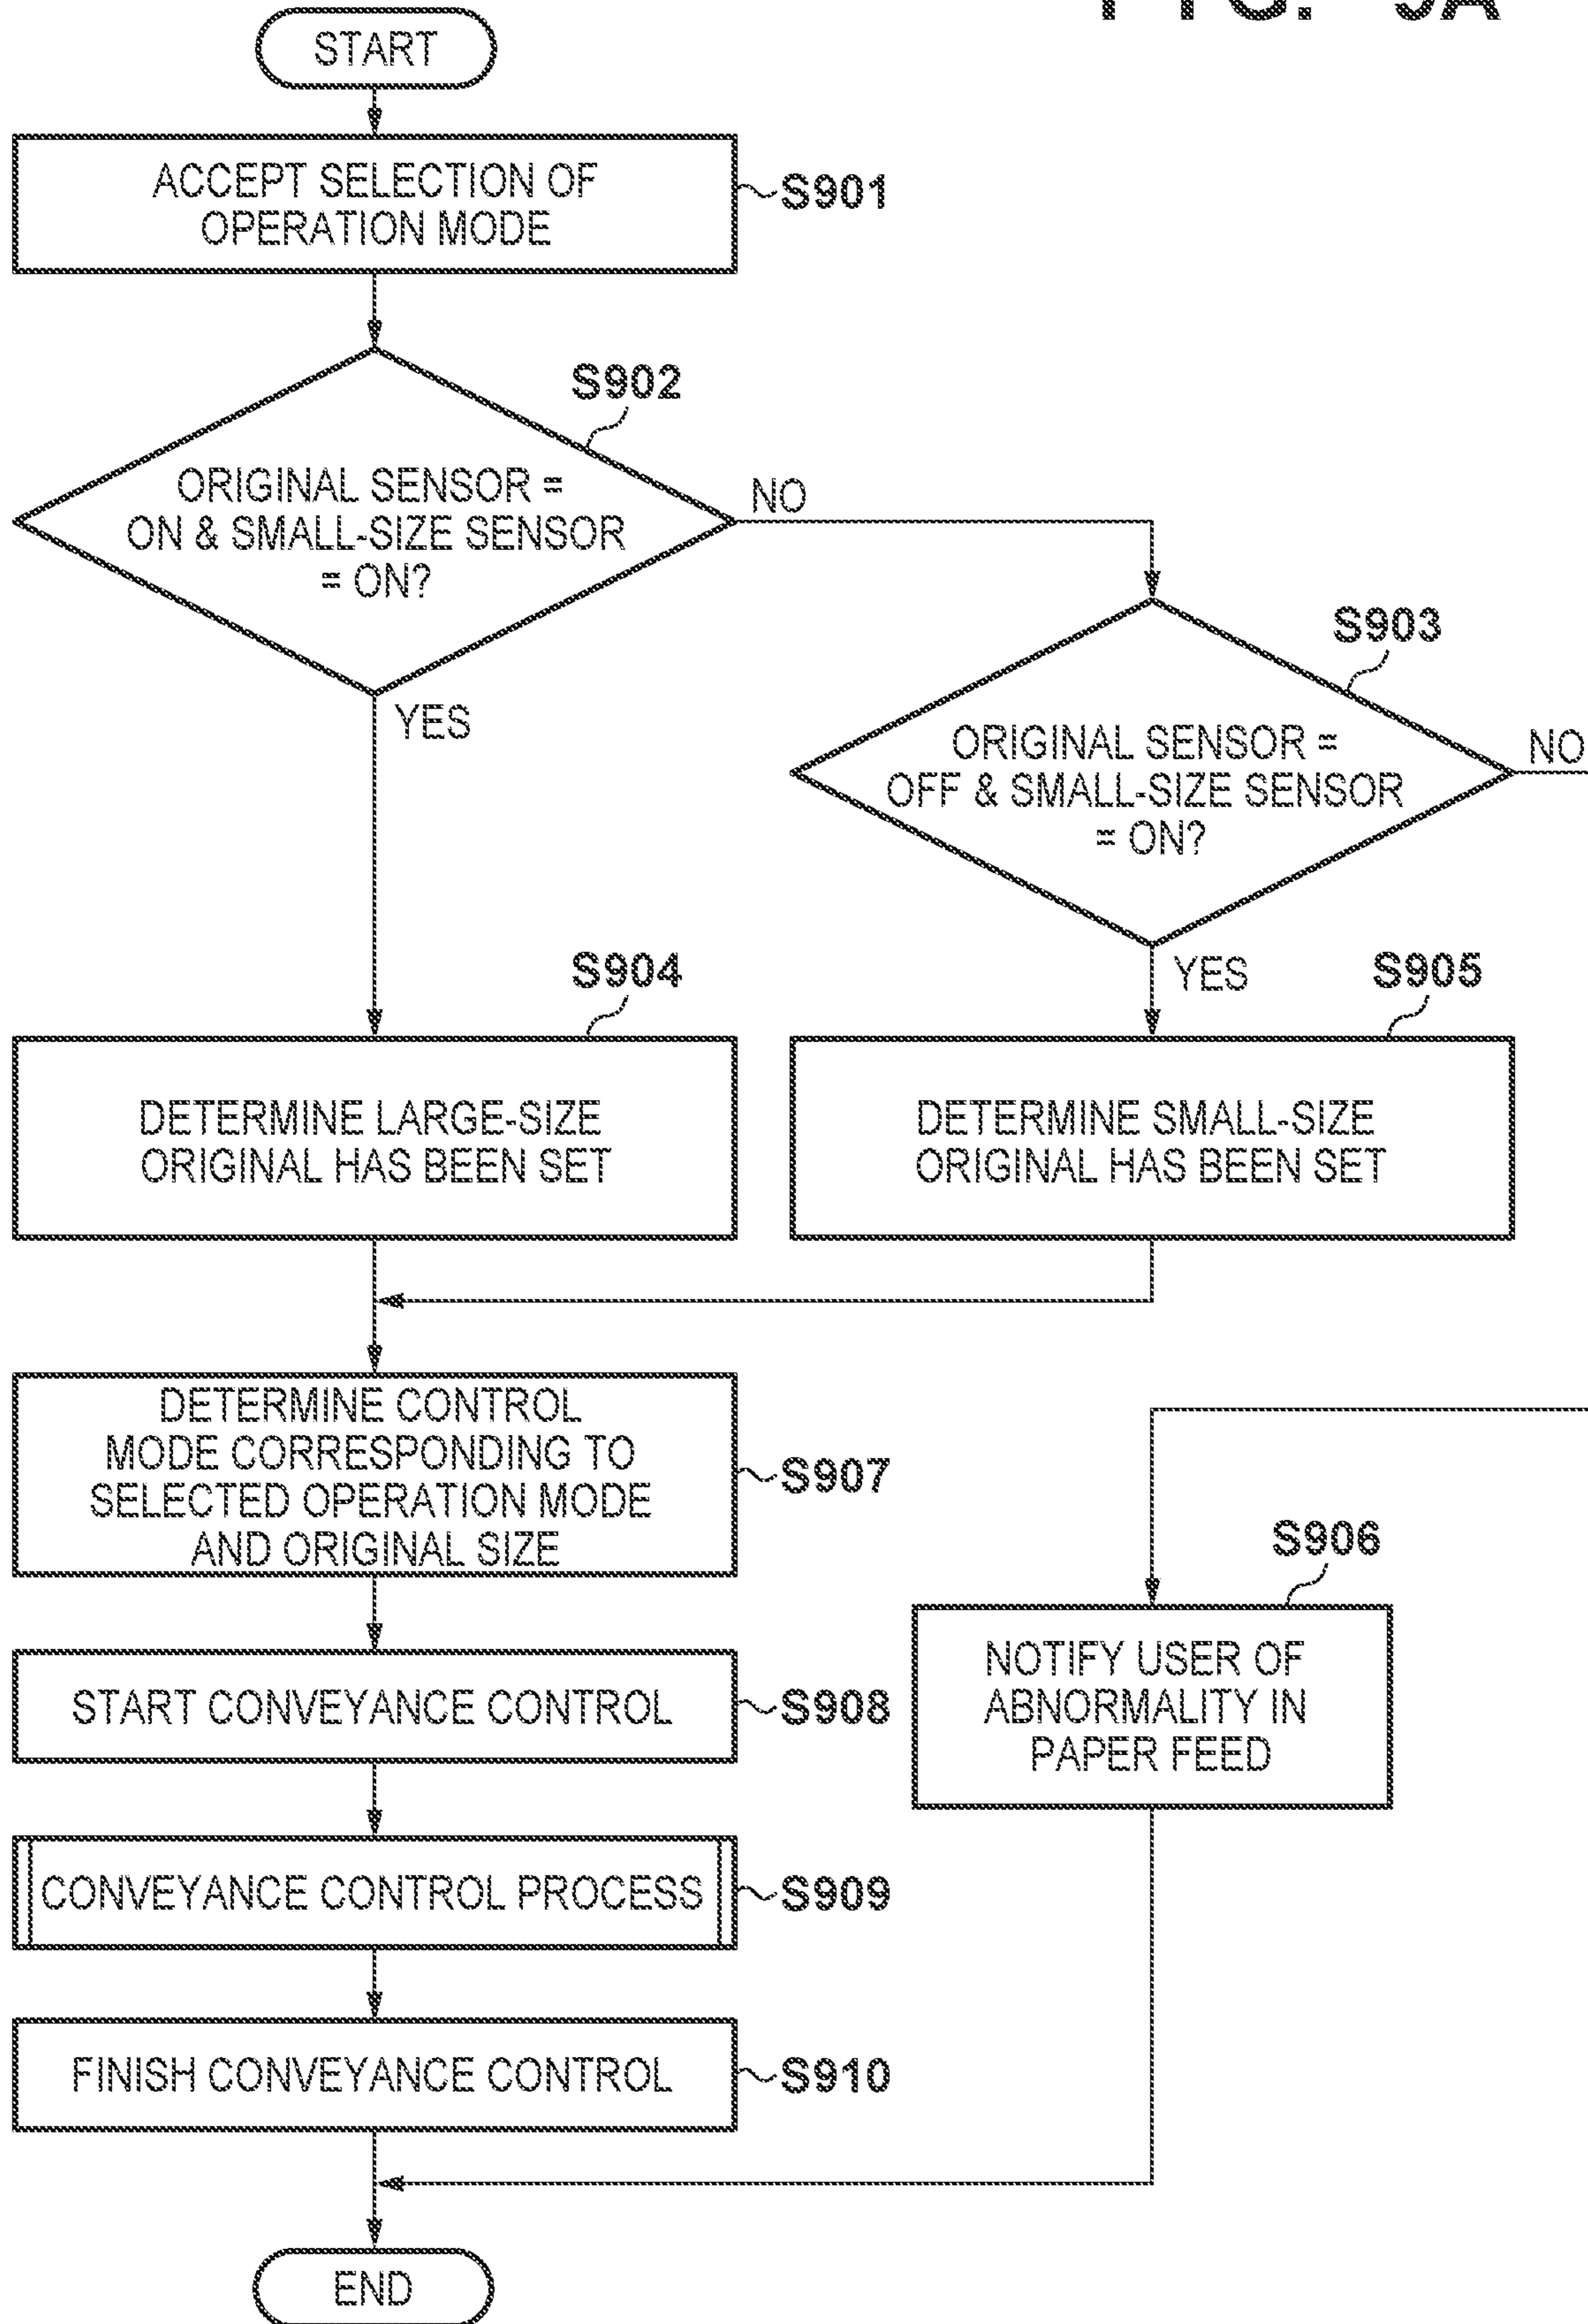 FIG. 9A
START
ACCEPT SELECTION OF
OPERATION MODE
S901
S902
ORIGINAL SENSOR =
ON & SMALL-SIZE SENSOR
= ON?
NO
YES
S903
ORIGINAL SENSOR =
OFF & SMALL-SIZE SENSOR
= ON?
NO
YES
S904
DETERMINE LARGE-SIZE
ORIGINAL HAS BEEN SET
S905
DETERMINE SMALL-SIZE
ORIGINAL HAS BEEN SET
DETERMINE CONTROL
MODE CORRESPONDING TO
SELECTED OPERATION MODE
AND ORIGINAL SIZE
S907
S906
NOTIFY USER OF
ABNORMALITY IN
PAPER FEED
START CONVEYANCE CONTROL
S908
CONVEYANCE CONTROL PROCESS
S909
FINISH CONVEYANCE CONTROL
S910
END